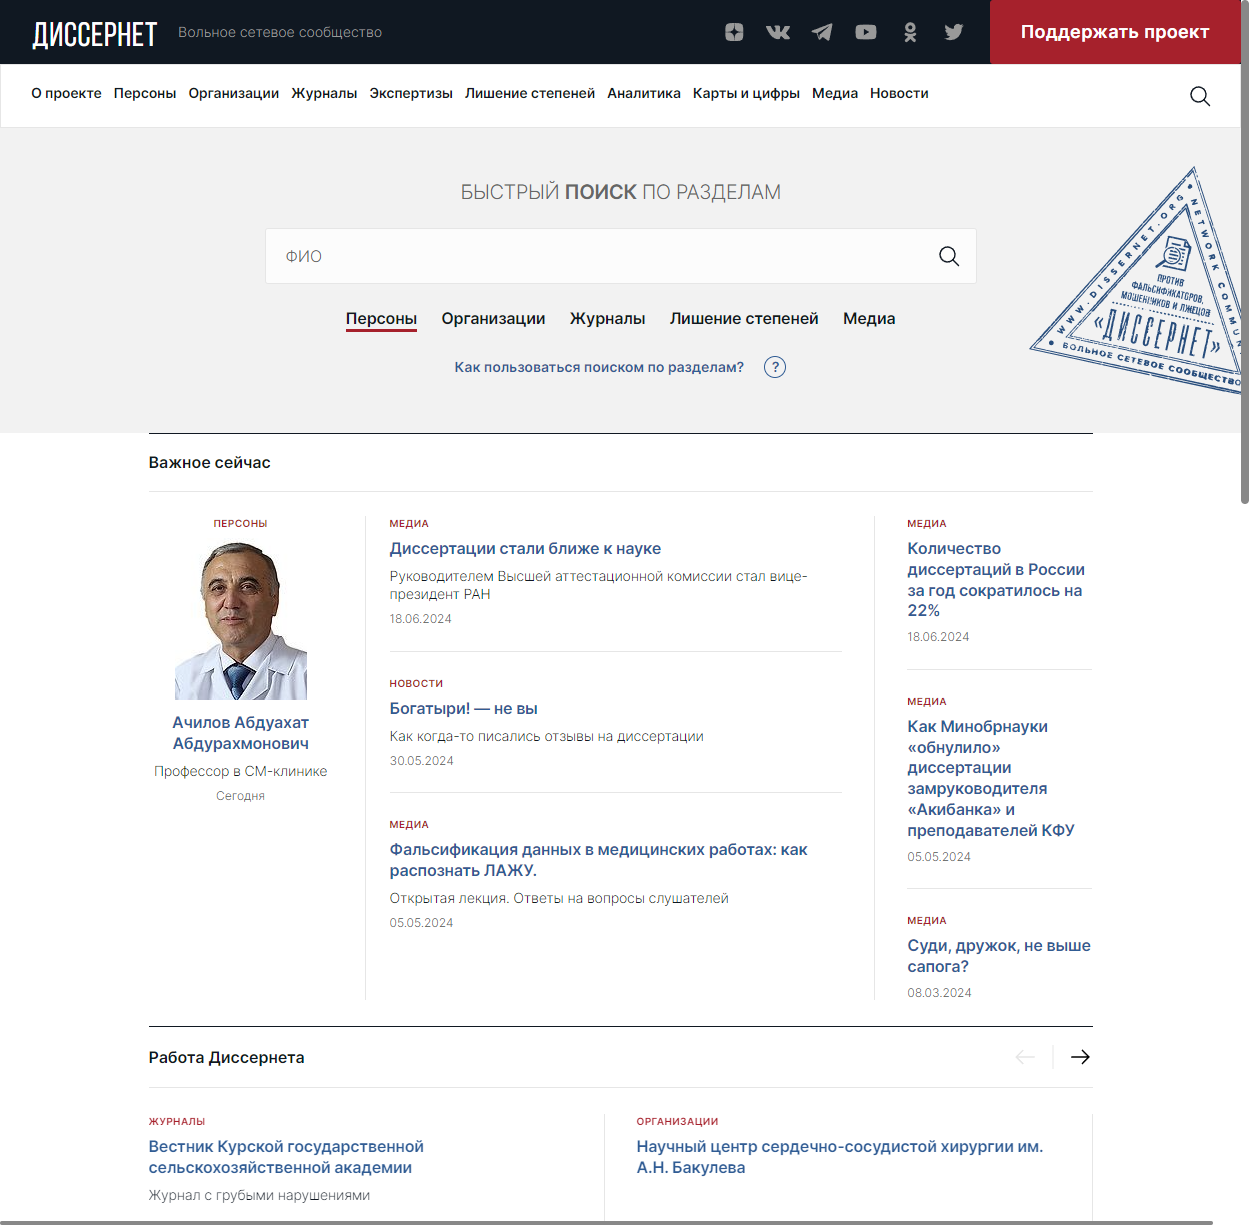 ДИССЕРНЕТ
Вольное сетевое сообщество
Поддержать проект
О проекте Персоны Организации Журналы Экспертизы Лишение степеней Аналитика Карты и цифры Медиа Новости
БЫСТРЫЙ ПОИСК ПО РАЗДЕЛАМ
ФИО
Персоны Организации Журналы Лишение степеней Медиа
Как пользоваться поиском по разделам? ?
WWW.DISSERNET.ORG
NETWORK COMMUN
ПРОТИВ
ФАЛЬСИФИКАТОРОВ,
МОШЕННИКОВ И ЛЖЕЦОВ
«ДИССЕРНЕТ»
ВОЛЬНОЕ СЕТЕВОЕ СООБЩЕСТВО
Важное сейчас
ПЕРСОНЫ
Ачилов Абдуахат
Абдурахмонович
Профессор в СМ-клинике
Сегодня
МЕДИА
Диссертации стали ближе к науке
Руководителем Высшей аттестационной комиссии стал вице-
президент РАН
18.06.2024
НОВОСТИ
Богатыри! — не вы
Как когда-то писались отзывы на диссертации
30.05.2024
МЕДИА
Фальсификация данных в медицинских работах: как
распознать ЛАЖУ.
Открытая лекция. Ответы на вопросы слушателей
05.05.2024
МЕДИА
Количество
диссертаций в России
за год сократилось на
22%
18.06.2024
МЕДИА
Как Минобрнауки
«обнулило»
диссертации
замруководителя
«Акибанка» и
преподавателей КФУ
05.05.2024
МЕДИА
Суди, дружок, не выше
сапога?
08.03.2024
Работа Диссернета
ЖУРНАЛЫ
Вестник Курской государственной
сельскохозяйственной академии
Журнал с грубыми нарушениями
ОРГАНИЗАЦИИ
Научный центр сердечно-сосудистой хирургии им.
А.Н. Бакулева